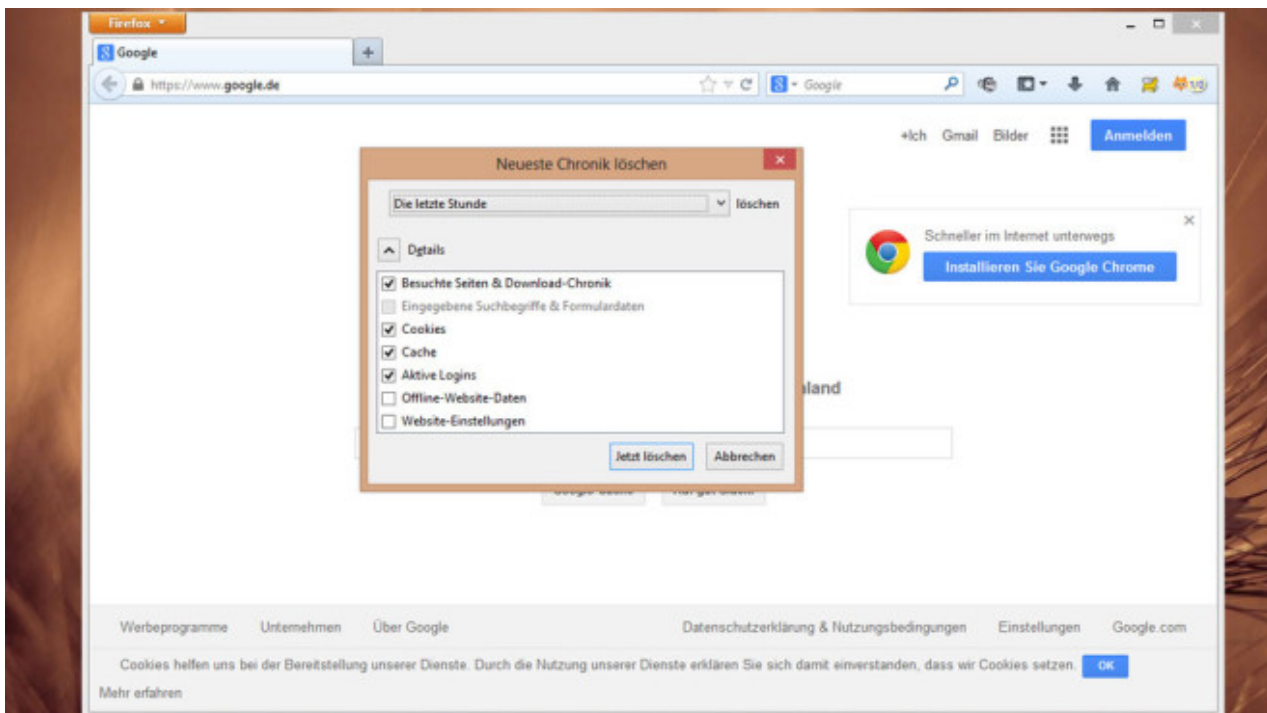 Firefox
Google
https://www.google.de
Google
+Ich Gmail Bilder Anmelden
Neueste Chronik löschen
Die letzte Stunde löschen
Details
Besuchte Seiten & Download-Chronik
Eingegebene Suchbegriffe & Formulardaten
Cookies
Cache
Aktive Logins
Offline-Website-Daten
Website-Einstellungen
Jetzt löschen Abbrechen
Schneller im Internet unterwegs
Installieren Sie Google Chrome
Werbeprogramme Unternehmen Über Google Datenschutzerklärung & Nutzungsbedingungen Einstellungen Google.com
Cookies helfen uns bei der Bereitstellung unserer Dienste. Durch die Nutzung unserer Dienste erklären Sie sich damit einverstanden, dass wir Cookies setzen. OK
Mehr erfahren